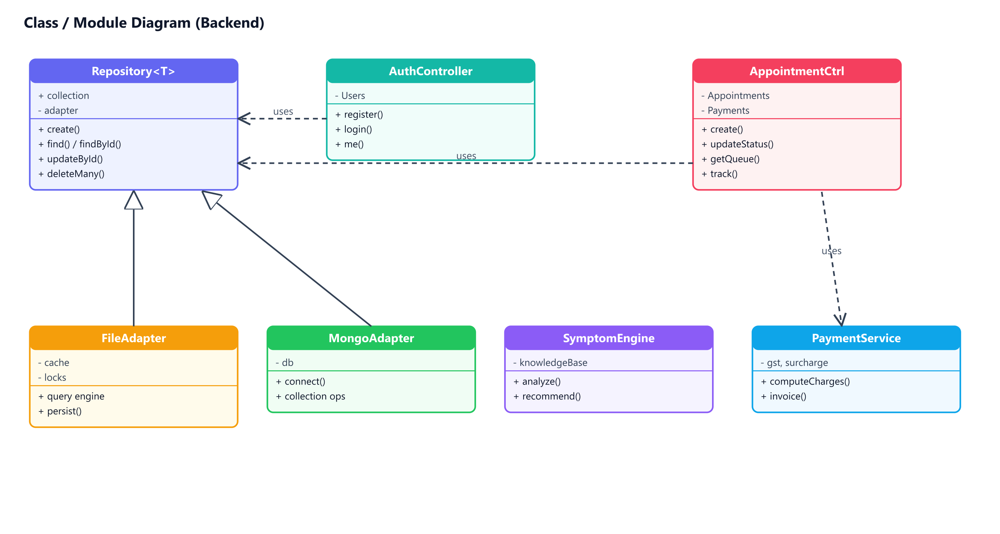 Class / Module Diagram (Backend)
Repository<T>
+ collection
- adapter
+ create()
+ find() / findById()
+ updateById()
+ deleteMany()
uses
AuthController
- Users
+ register()
+ login()
+ me()
uses
AppointmentCtrl
- Appointments
- Payments
+ create()
+ updateStatus()
+ getQueue()
+ track()
uses
FileAdapter
- cache
- locks
+ query engine
+ persist()
MongoAdapter
- db
+ connect()
+ collection ops
SymptomEngine
- knowledgeBase
+ analyze()
+ recommend()
PaymentService
- gst, surcharge
+ computeCharges()
+ invoice()